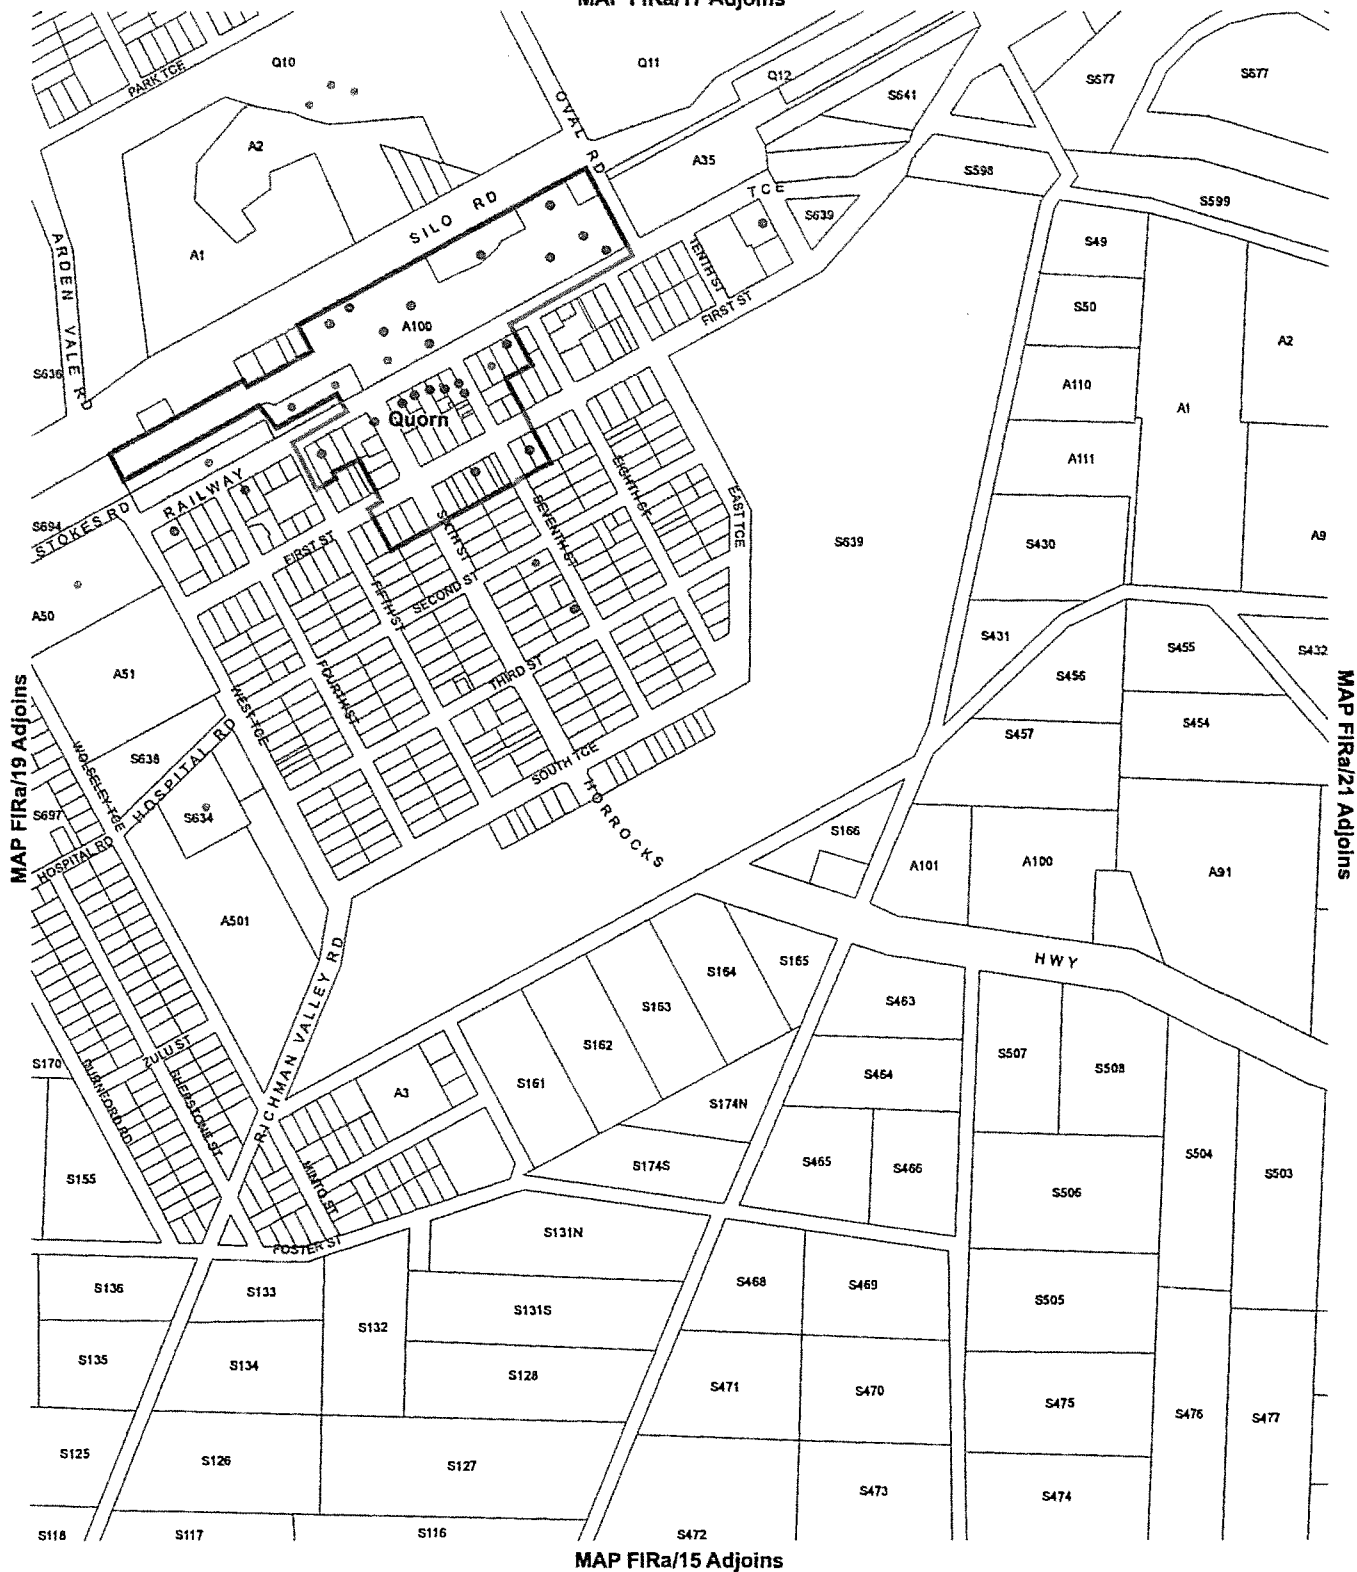 MAP FIRa/17 Adjoins
Q10
Q11
Q12
S577
S577
PARK TCE
S641
OVAL RD
A2
A35
S598
TCE
S599
S639
SILO RD
ARDEN VALE RD
A1
S49
TENTH ST
S50
FIRST ST
A100
A2
S636
A110
A1
Quorn
A111
RAILWAY
EIGHTH ST
S694
STOKES RD
SIXTH ST
SEVENTH ST
EAST TCE
FIRST ST
S639
S430
A9
A50
FIFTH ST
SECOND ST
S431
S455
S432
A51
THIRD ST
S456
MAP FIRa/19 Adjoins
MAP FIRa/21 Adjoins
WEST TCE
FOURTH ST
S454
S457
S638
HOSPITAL RD
WOLSELEY TCE
SOUTH TCE
HORROCKS
S697
S634
S166
HOSPITAL RD
A101
A100
A91
A501
RICHMAN VALLEY RD
HWY
S165
S164
S163
S463
S162
S507
S508
ZULU ST
S170
DURNFORD RD
SHEPSTONE ST
S161
S464
A3
S174N
S465
S466
S504
S503
S174S
S155
MINTO ST
S506
S131N
FOSTER ST
S136
S133
S468
S469
S505
S131S
S132
S135
S134
S128
S471
S470
S475
S476
S477
S125
S126
S127
S473
S474
S118
S117
S116
S472
MAP FIRa/15 Adjoins